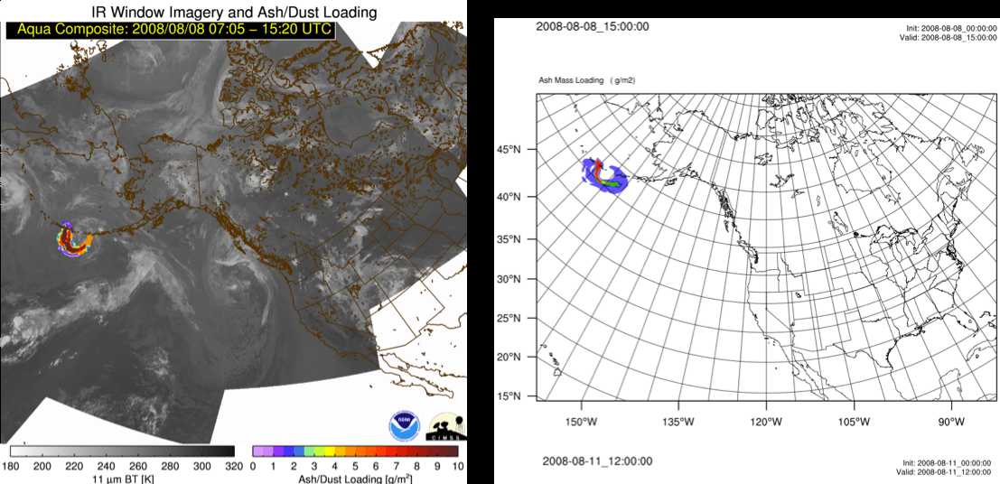 IR Window Imagery and Ash/Dust Loading
Aqua Composite: 2008/08/08 07:05 − 15:20 UTC
NOAA
CIMSS
180 200 220 240 260 280 300 320
11 µm BT [K]
0 1 2 3 4 5 6 7 8 9 10
Ash/Dust Loading [g/m²]
2008-08-08_15:00:00
Init: 2008-08-08_00:00:00
Valid: 2008-08-08_15:00:00
Ash Mass Loading ( g/m2)
45°N
40°N
35°N
30°N
25°N
20°N
15°N
150°W 135°W 120°W 105°W 90°W
2008-08-11_12:00:00
Init: 2008-08-11_00:00:00
Valid: 2008-08-11_12:00:00